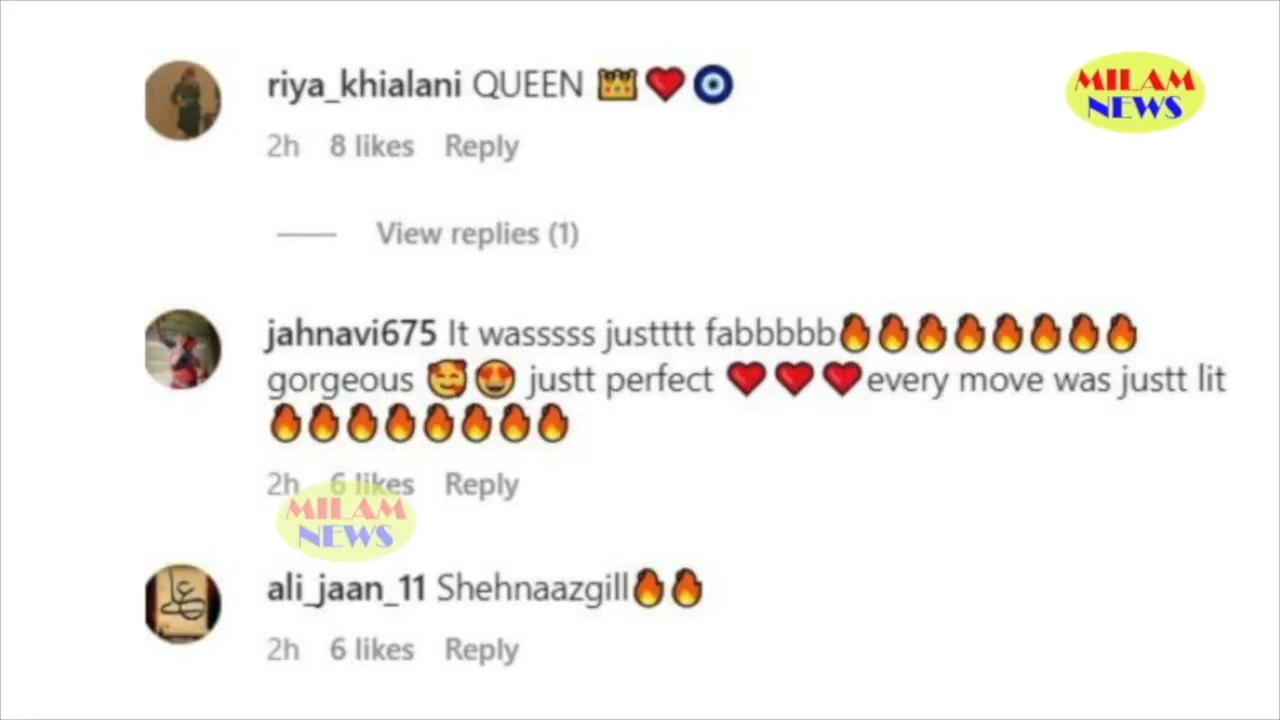 riya_khialani QUEEN 👑❤️🧿
MILAM
NEWS
2h 8 likes Reply
View replies (1)
jahnavi675 It wasssss justttt fabbbbb🔥🔥🔥🔥🔥🔥🔥🔥
gorgeous 🥰😍 justt perfect ❤️❤️❤️every move was justt lit
🔥🔥🔥🔥🔥🔥🔥🔥
2h 6 likes Reply
MILAM
NEWS
ali_jaan_11 Shehnaazgill🔥🔥
2h 6 likes Reply